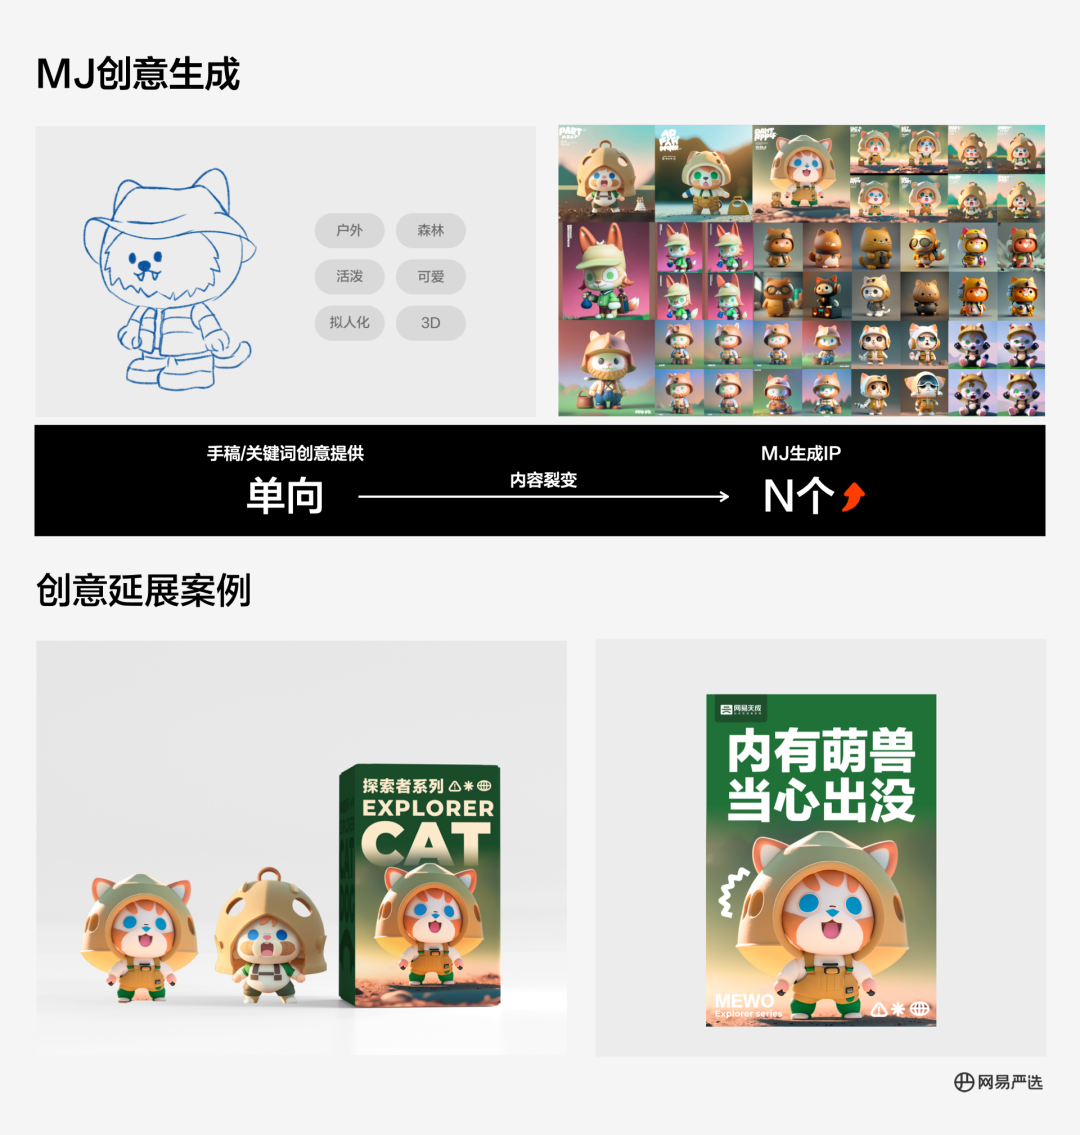 MJ创意生成
户外
森林
活泼
可爱
拟人化
3D
手稿/关键词创意提供
单向
内容裂变
MJ生成IP
N个
创意延展案例
探索者系列
EXPLORER
CAT
网易天成
内有萌兽
当心出没
MEWO
Explorer series
网易严选